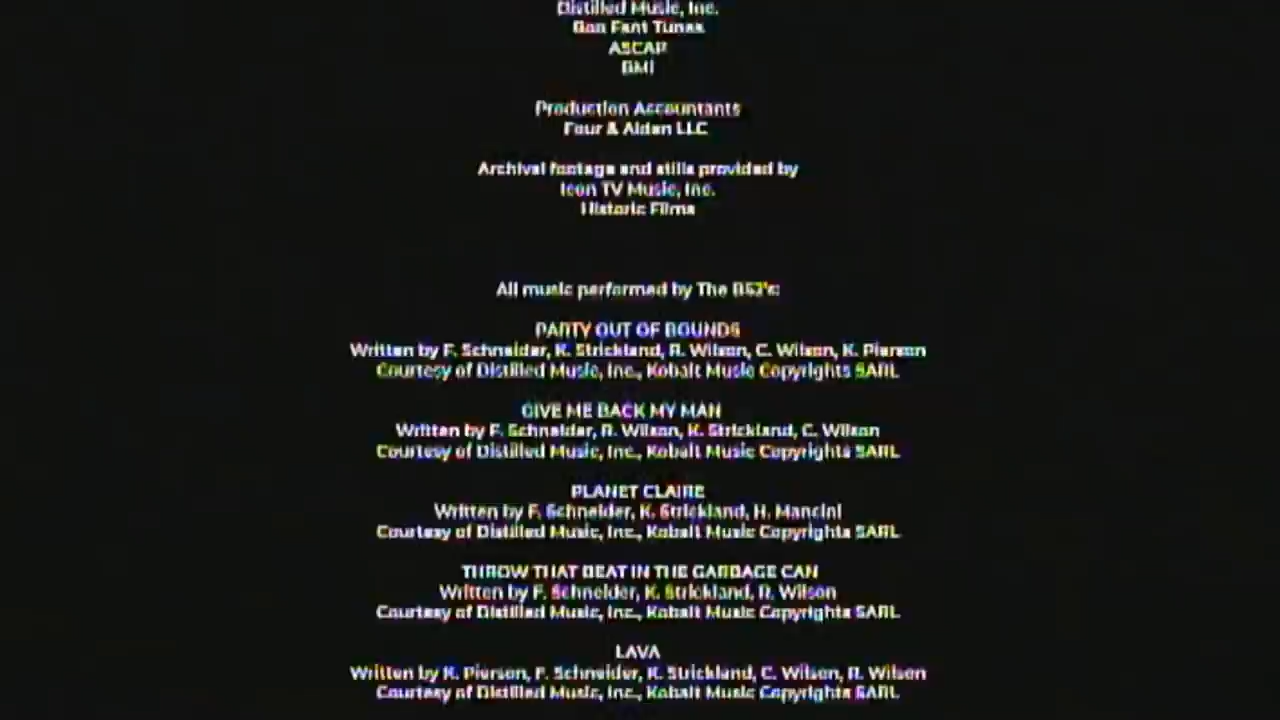 Distilled Music, Inc.
Bon Fant Tunes
ASCAP
BMI
Production Accountants
Four & Aidan LLC
Archival footage and stills provided by
Icon TV Music, Inc.
Historic Films
All music performed by The B52's:
PARTY OUT OF BOUNDS
Written by F. Schneider, K. Strickland, R. Wilson, C. Wilson, K. Pierson
Courtesy of Distilled Music, Inc., Kobalt Music Copyrights SARL
GIVE ME BACK MY MAN
Written by F. Schneider, R. Wilson, K. Strickland, C. Wilson
Courtesy of Distilled Music, Inc., Kobalt Music Copyrights SARL
PLANET CLAIRE
Written by F. Schneider, K. Strickland, H. Mancini
Courtesy of Distilled Music, Inc., Kobalt Music Copyrights SARL
THROW THAT BEAT IN THE GARBAGE CAN
Written by F. Schneider, K. Strickland, R. Wilson
Courtesy of Distilled Music, Inc., Kobalt Music Copyrights SARL
LAVA
Written by K. Pierson, F. Schneider, K. Strickland, C. Wilson, R. Wilson
Courtesy of Distilled Music, Inc., Kobalt Music Copyrights SARL